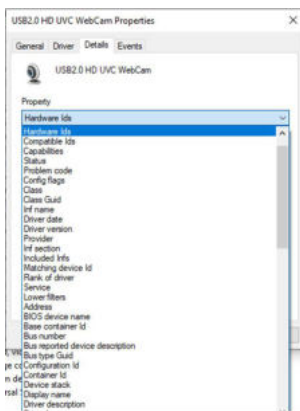 USB2.0 HD UVC WebCam Properties
General Driver Details Events
USB2.0 HD UVC WebCam
Property
Hardware Ids
Hardware Ids
Compatible Ids
Capabilities
Status
Problem code
Config flags
Class
Class Guid
Inf name
Driver date
Driver version
Provider
Inf section
Included Infs
Matching device Id
Rank of driver
Service
Lower filters
Address
BIOS device name
Base container Id
Bus number
Bus reported device description
Bus type Guid
Configuration Id
Container Id
Device stack
Display name
Driver description